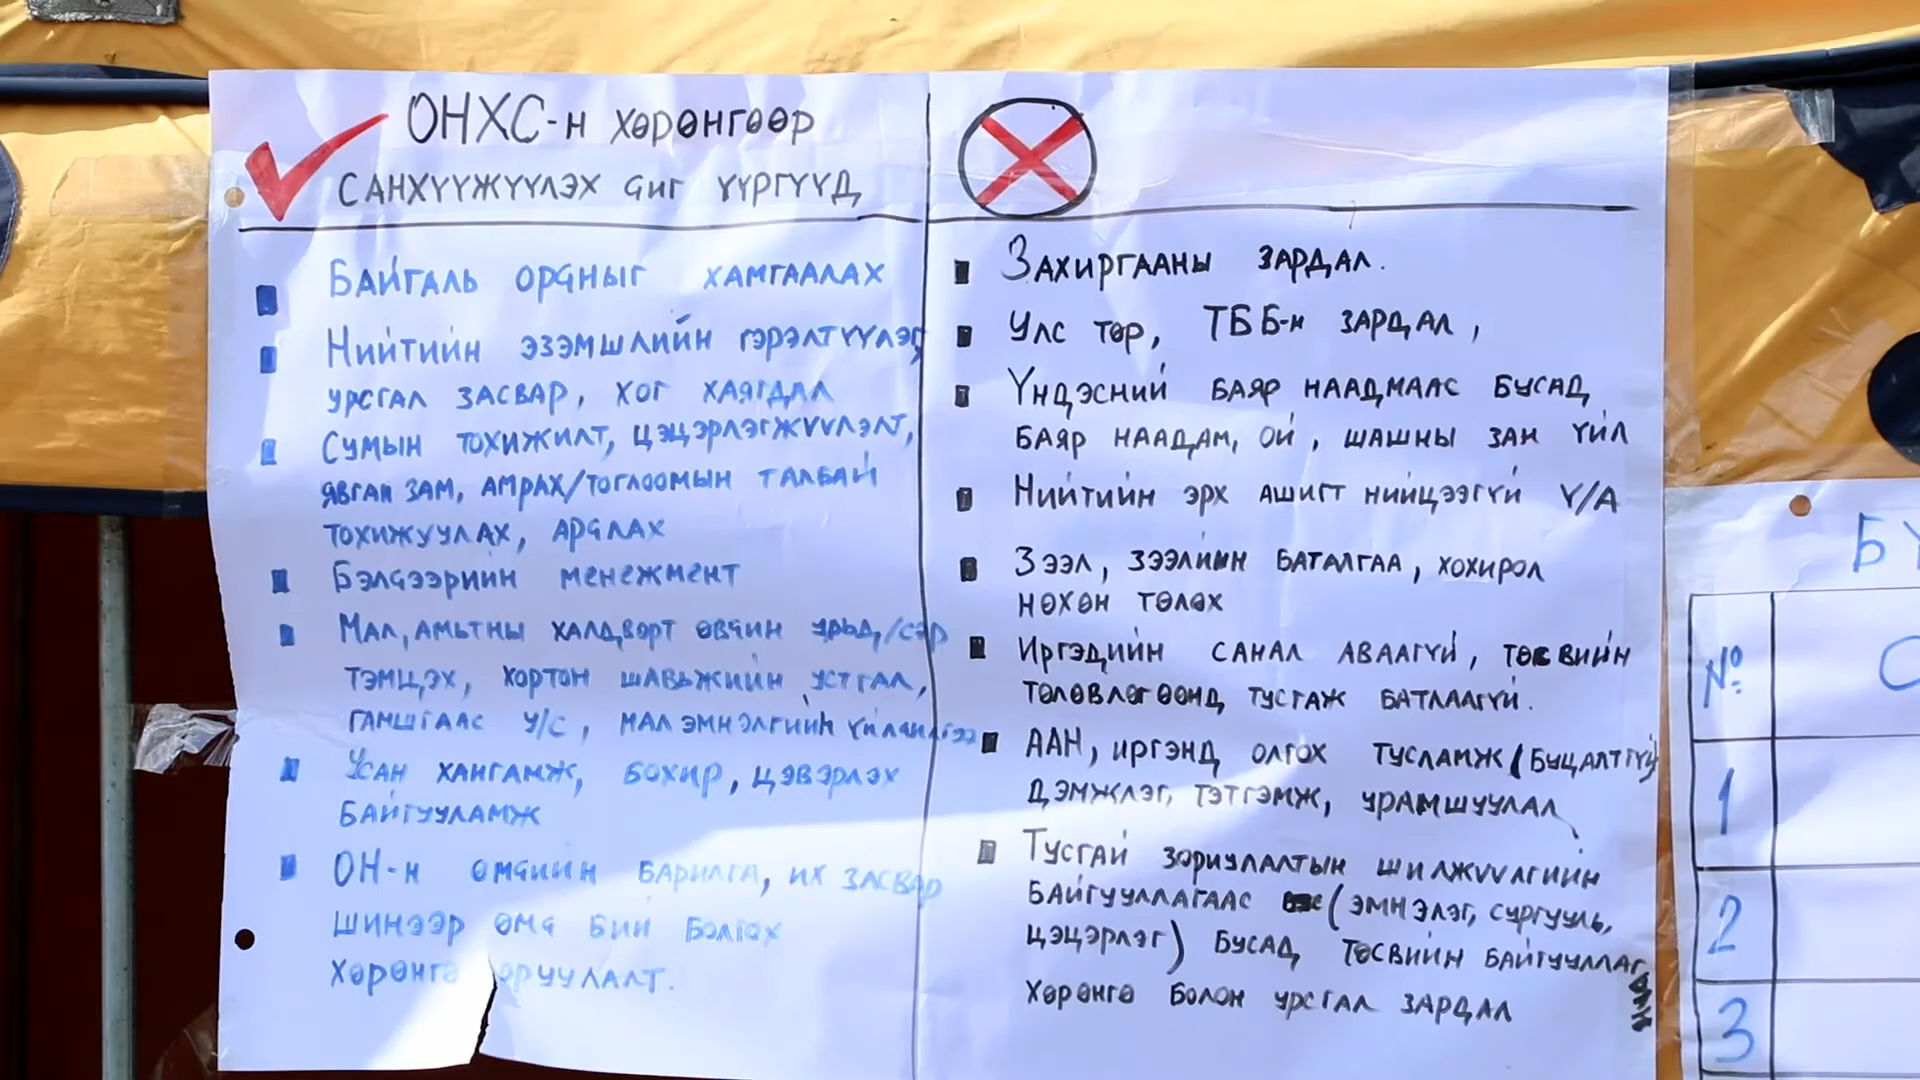 ОНХС-н хөрөнгөөр
санхүүжүүлэх чиг үүргүүд
Байгаль орчныг хамгаалах
Нийтийн эзэмшлийн гэрэлтүүлэг,
урсгал засвар, хог хаягдал
Сумын тохижилт, цэцэрлэгжүүлэлт,
явган зам, амрах/тоглоомын талбай
тохижуулах, арчлах
Бэлчээрийн менежмент
Мал, амьтны халдварт өвчин урьд,/сэр
тэмцэх, хортон шавьжийн устгал,
гамшгаас У/С, мал эмнэлгийн үйлчилгээ
Усан хангамж, бохир, цэвэрлэх
байгууламж
ОН-н өмчийн барилга, их засвар
шинээр өмч бий болгох
хөрөнгө оруулалт.
Захиргааны зардал.
Улс төр, ТББ-н зардал,
Үндэсний баяр наадмаас бусад
баяр наадам, ой, шашны зан үйл
Нийтийн эрх ашигт нийцээгүй Ү/А
Зээл, зээлийн баталгаа, хохирол
нөхөн төлөх
Иргэдийн санал аваагүй, төсвийн
төлөвлөгөөнд тусгаж батлаагүй.
ААН, иргэнд олгох тусламж (буцалтгүй
дэмжлэг, тэтгэмж, урамшуулал
Тусгай зориулалтын шилжүүлгийн
байгууллагаас (эмнэлэг, сургууль,
цэцэрлэг) бусад төсвийн байгууллагын
хөрөнгө болон урсгал зардал
БҮ
№ С
1
2
3